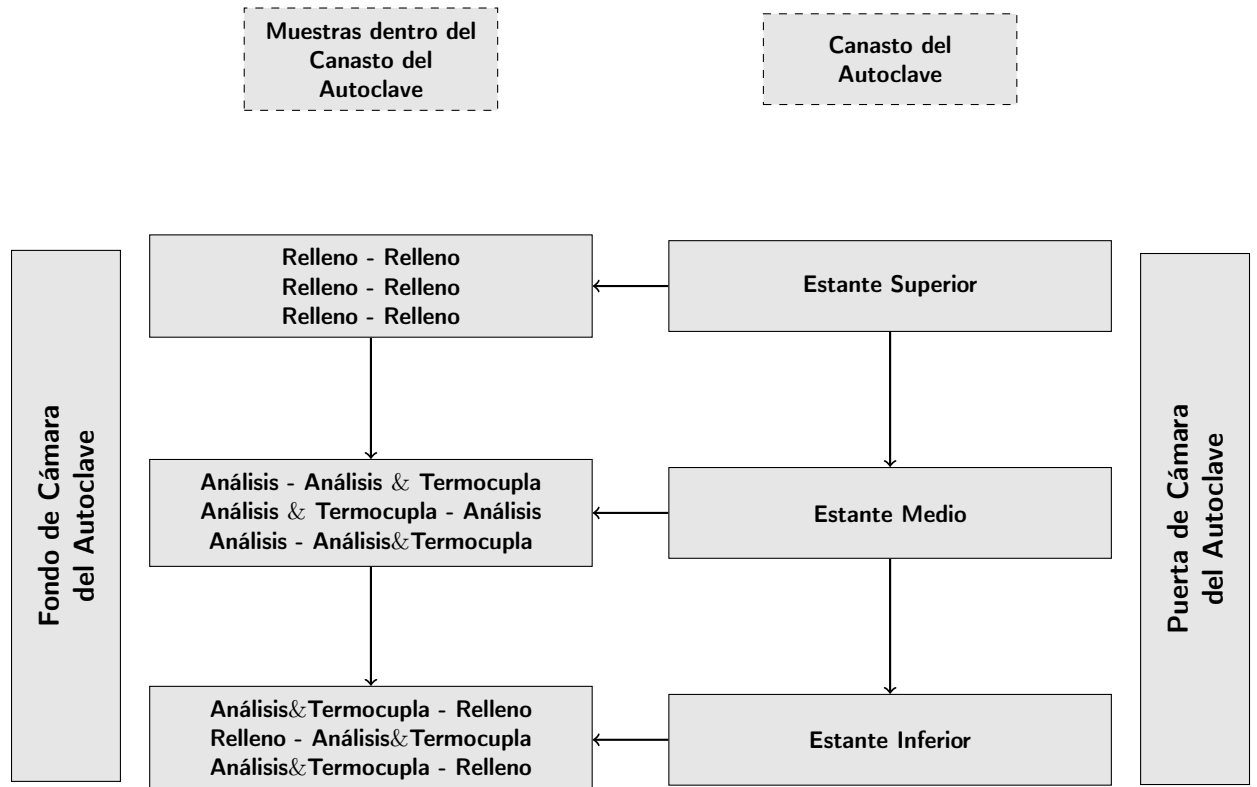 Muestras dentro del
Canasto del
Autoclave
Canasto del
Autoclave
Fondo de Cámara
del Autoclave
Relleno - Relleno
Relleno - Relleno
Relleno - Relleno
Estante Superior
Análisis - Análisis & Termocupla
Análisis & Termocupla - Análisis
Análisis - Análisis&Termocupla
Estante Medio
Análisis&Termocupla - Relleno
Relleno - Análisis&Termocupla
Análisis&Termocupla - Relleno
Estante Inferior
Puerta de Cámara
del Autoclave